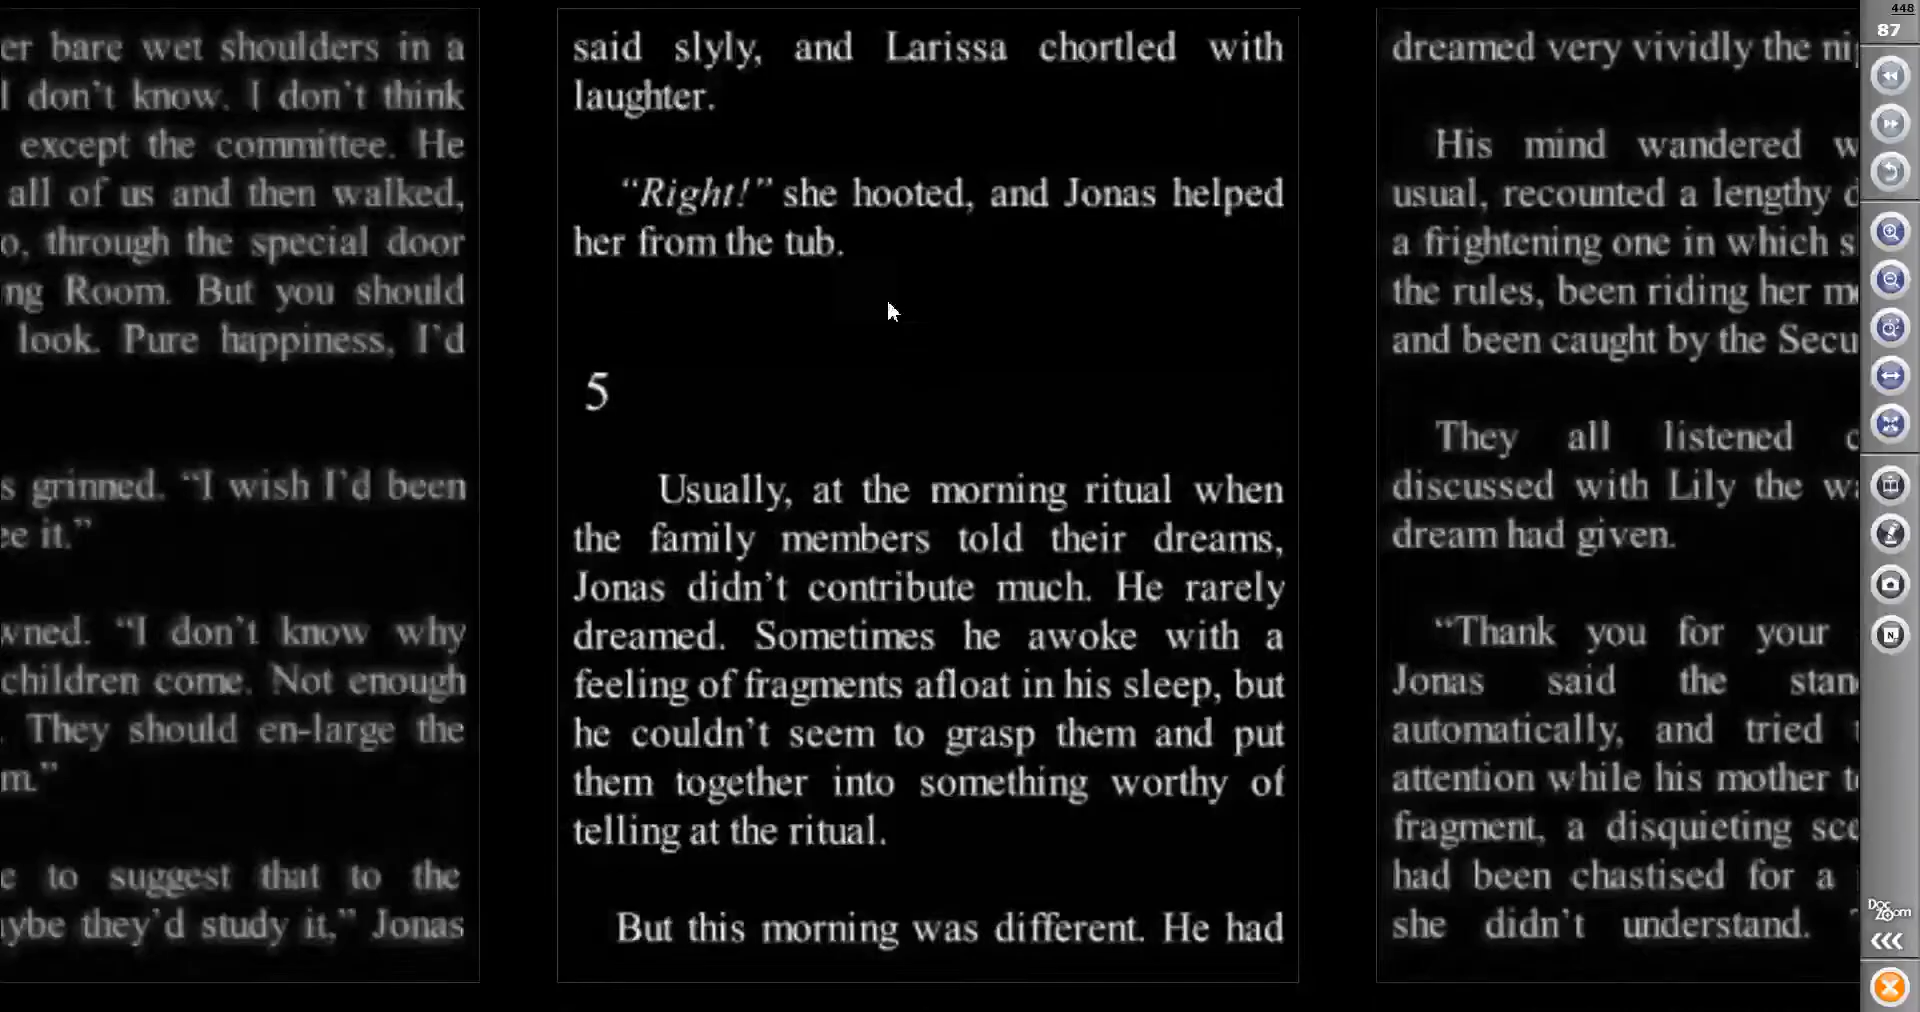 er bare wet shoulders in a
don't know. I don't think
except the committee. He
all of us and then walked,
through the special door
ng Room. But you should
look. Pure happiness, I'd
s grinned. “I wish I'd been
ee it.”
wned. “I don't know why
children come. Not enough
They should en-large the
m.”
e to suggest that to the
ybe they'd study it,” Jonas
said slyly, and Larissa chortled with
laughter.
“Right!” she hooted, and Jonas helped
her from the tub.
5
Usually, at the morning ritual when
the family members told their dreams,
Jonas didn't contribute much. He rarely
dreamed. Sometimes he awoke with a
feeling of fragments afloat in his sleep, but
he couldn't seem to grasp them and put
them together into something worthy of
telling at the ritual.
But this morning was different. He had
dreamed very vividly the
His mind wandered w
usual, recounted a lengthy
a frightening one in which s
the rules, been riding her
and been caught by the Secu
They all listened
discussed with Lily the
dream had given.
“Thank you for your
Jonas said the stan
automatically, and tried
attention while his mother
fragment, a disquieting
had been chastised for a
she didn't understand.
448
87
Doc
Zoom